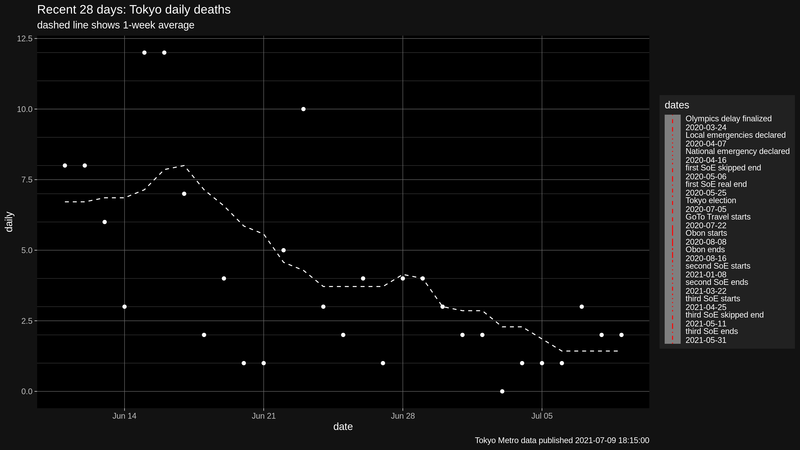 Recent 28 days: Tokyo daily deaths
dashed line shows 1-week average
12.5
10.0
7.5
5.0
2.5
0.0
daily
Jun 14
Jun 21
Jun 28
Jul 05
date
Tokyo Metro data published 2021-07-09 18:15:00
dates
Olympics delay finalized
2020-03-24
Local emergencies declared
2020-04-07
National emergency declared
2020-04-16
first SoE skipped end
2020-05-06
first SoE real end
2020-05-25
Tokyo election
2020-07-05
GoTo Travel starts
2020-07-22
Obon starts
2020-08-08
Obon ends
2020-08-16
second SoE starts
2021-01-08
second SoE ends
2021-03-22
third SoE starts
2021-04-25
third SoE skipped end
2021-05-11
third SoE ends
2021-05-31